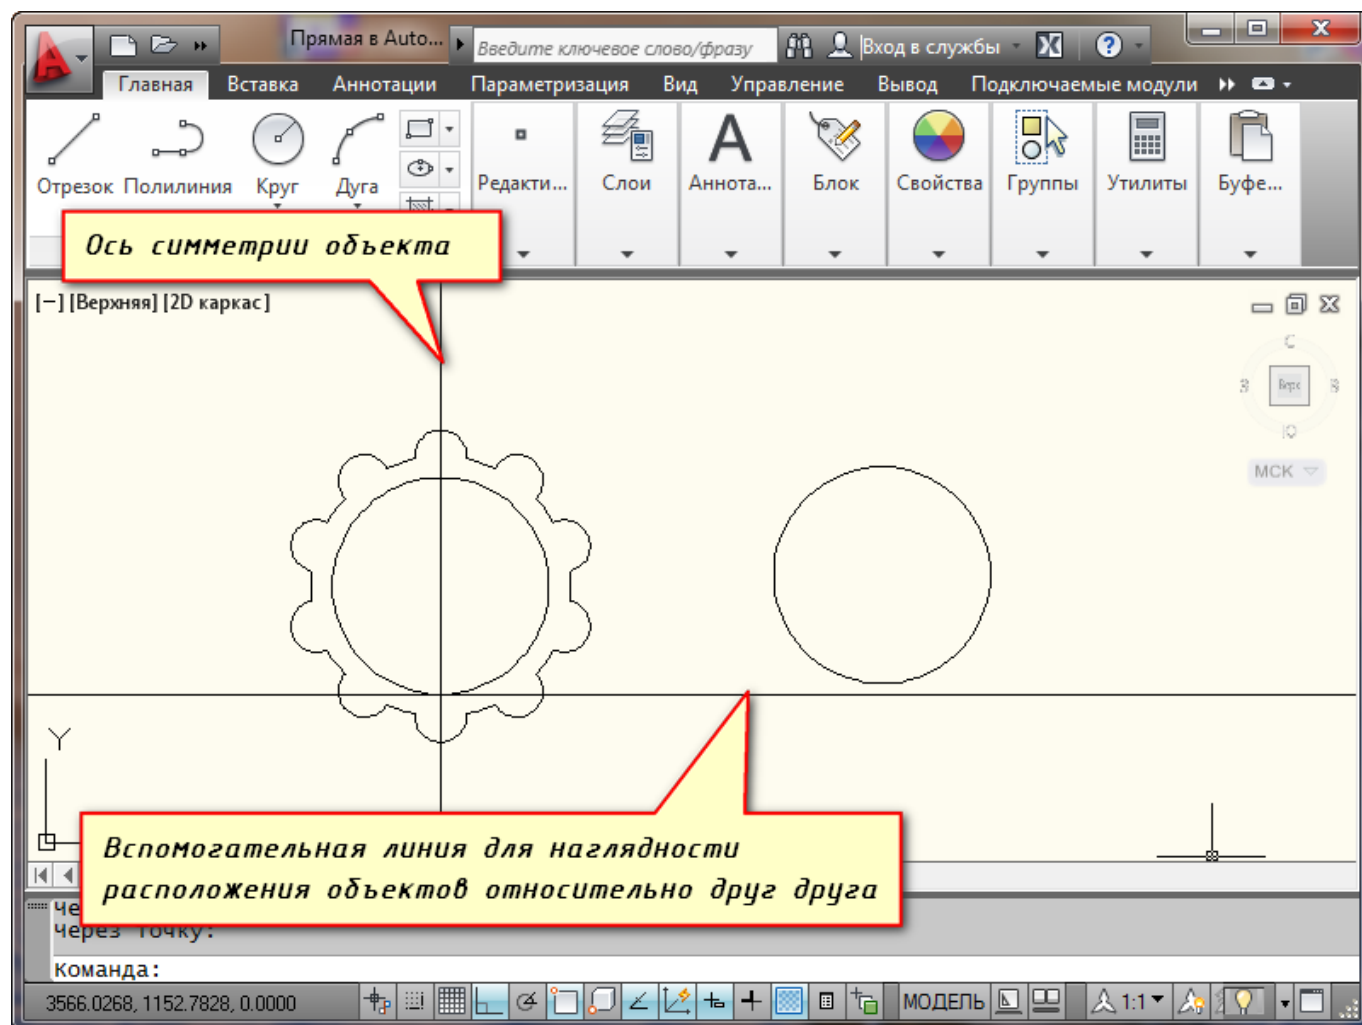 Прямая в Auto...
Введите ключевое слово/фразу
Вход в службы
Главная Вставка Аннотации Параметризация Вид Управление Вывод Подключаемые модули
Отрезок Полилиния Круг Дуга Редакти... Слои Аннота... Блок Свойства Группы Утилиты Буфе...
Ось симметрии объекта
[−] [Верхняя] [2D каркас]
С
З Верх В
Ю
МСК
Y
Вспомогательная линия для наглядности
расположения объектов относительно друг друга
Че
Через точку:
Команда:
3566.0268, 1152.7828, 0.0000 МОДЕЛЬ 1:1